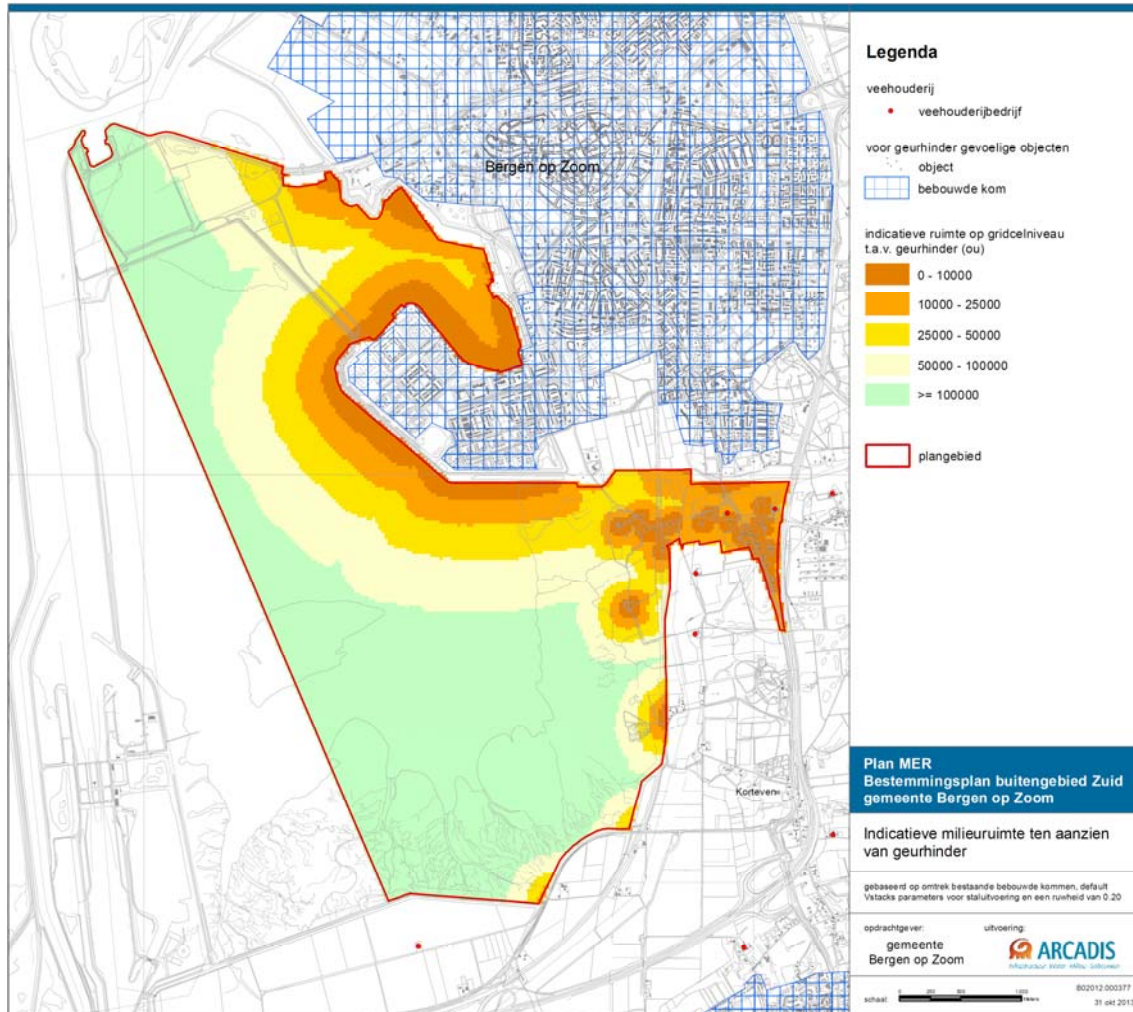 Bergen op Zoom
Korteven
Legenda
veehouderij
veehouderijbedrijf
voor geurhinder gevoelige objecten
object
bebouwde kom
indicatieve ruimte op gridcelniveau
t.a.v. geurhinder (ou)
0 - 10000
10000 - 25000
25000 - 50000
50000 - 100000
>= 100000
plangebied
Plan MER
Bestemmingsplan buitengebied Zuid
gemeente Bergen op Zoom
Indicatieve milieuruimte ten aanzien
van geurhinder
gebaseerd op omtrek bestaande bebouwde kommen, default
Vstacks parameters voor staluitvoering en een ruwheid van 0.20
opdrachtgever:
gemeente
Bergen op Zoom
uitvoering:
ARCADIS
schaal:
B02012.000377
31 okt 2013